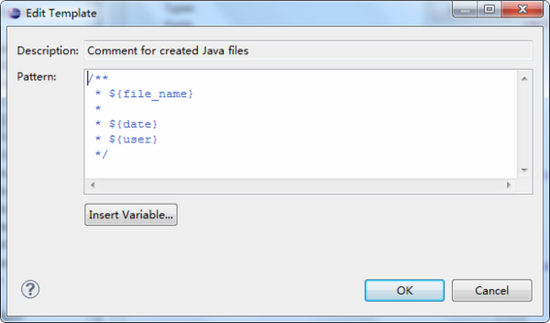 Edit Template
Description: Comment for created Java files
Pattern: /**
* ${file_name}
*
* ${date}
* ${user}
*/
Insert Variable...
?
OK Cancel